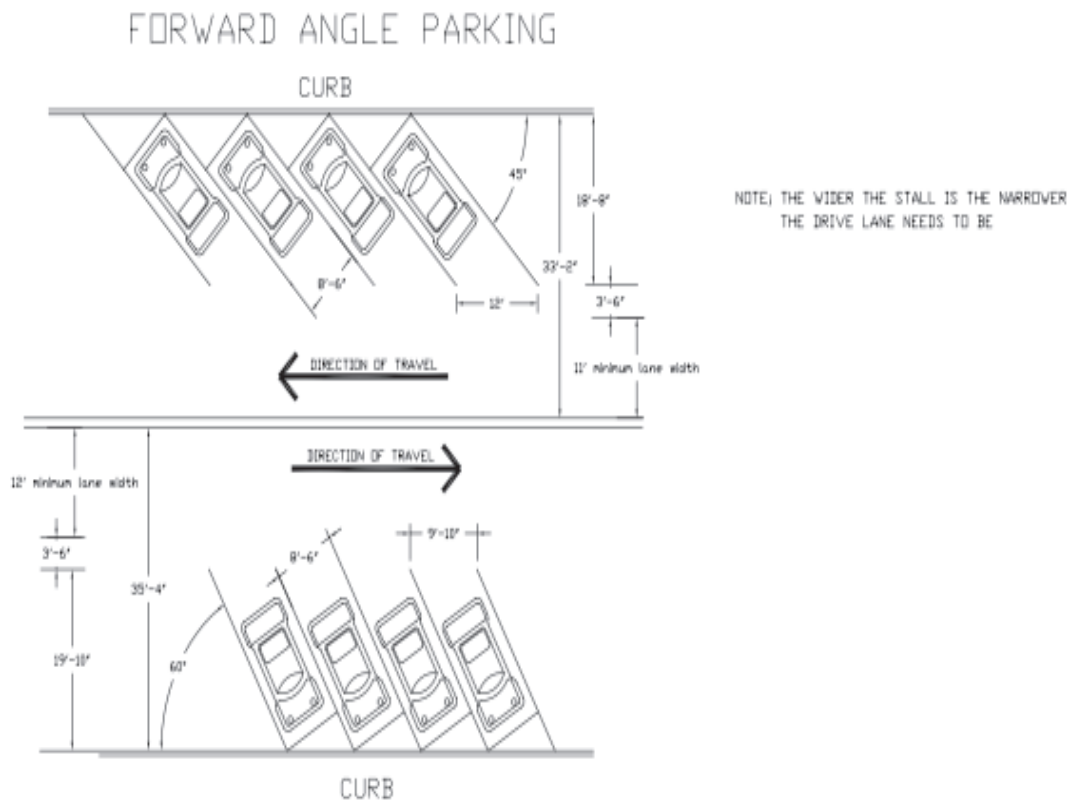 FORWARD ANGLE PARKING
CURB
45°
18'-8"
NOTE; THE WIDER THE STALL IS THE NARROWER
THE DRIVE LANE NEEDS TO BE
33'-2"
8'-6"
12'
3'-6"
DIRECTION OF TRAVEL
11' minimum lane width
DIRECTION OF TRAVEL
12' minimum lane width
9'-10"
3'-6"
8'-6"
35'-4"
19'-10"
60°
CURB